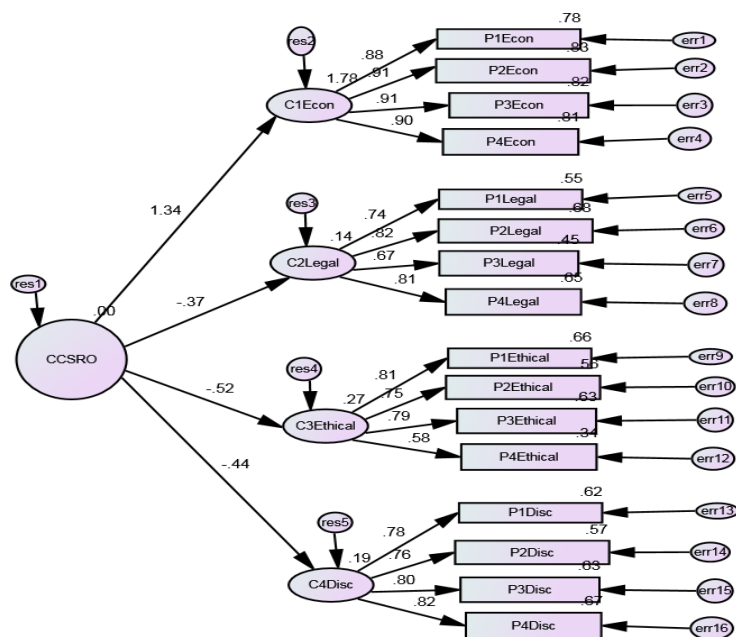 .78
res2
.88
P1Econ
err1
.83
1.78
.91
P2Econ
err2
.82
C1Econ
.91
P3Econ
err3
.81
.90
P4Econ
err4
1.34
.55
res3
.74
P1Legal
err5
.68
.14
.82
P2Legal
err6
.45
C2Legal
.67
P3Legal
err7
.65
.81
P4Legal
err8
res1
.00
-.37
CCSRO
.66
res4
.81
P1Ethical
err9
.56
-.52
.27
.75
P2Ethical
err10
.63
C3Ethical
.79
P3Ethical
err11
.34
.58
P4Ethical
err12
-.44
.62
res5
.78
P1Disc
err13
.57
.19
.76
P2Disc
err14
.63
C4Disc
.80
P3Disc
err15
.67
.82
P4Disc
err16